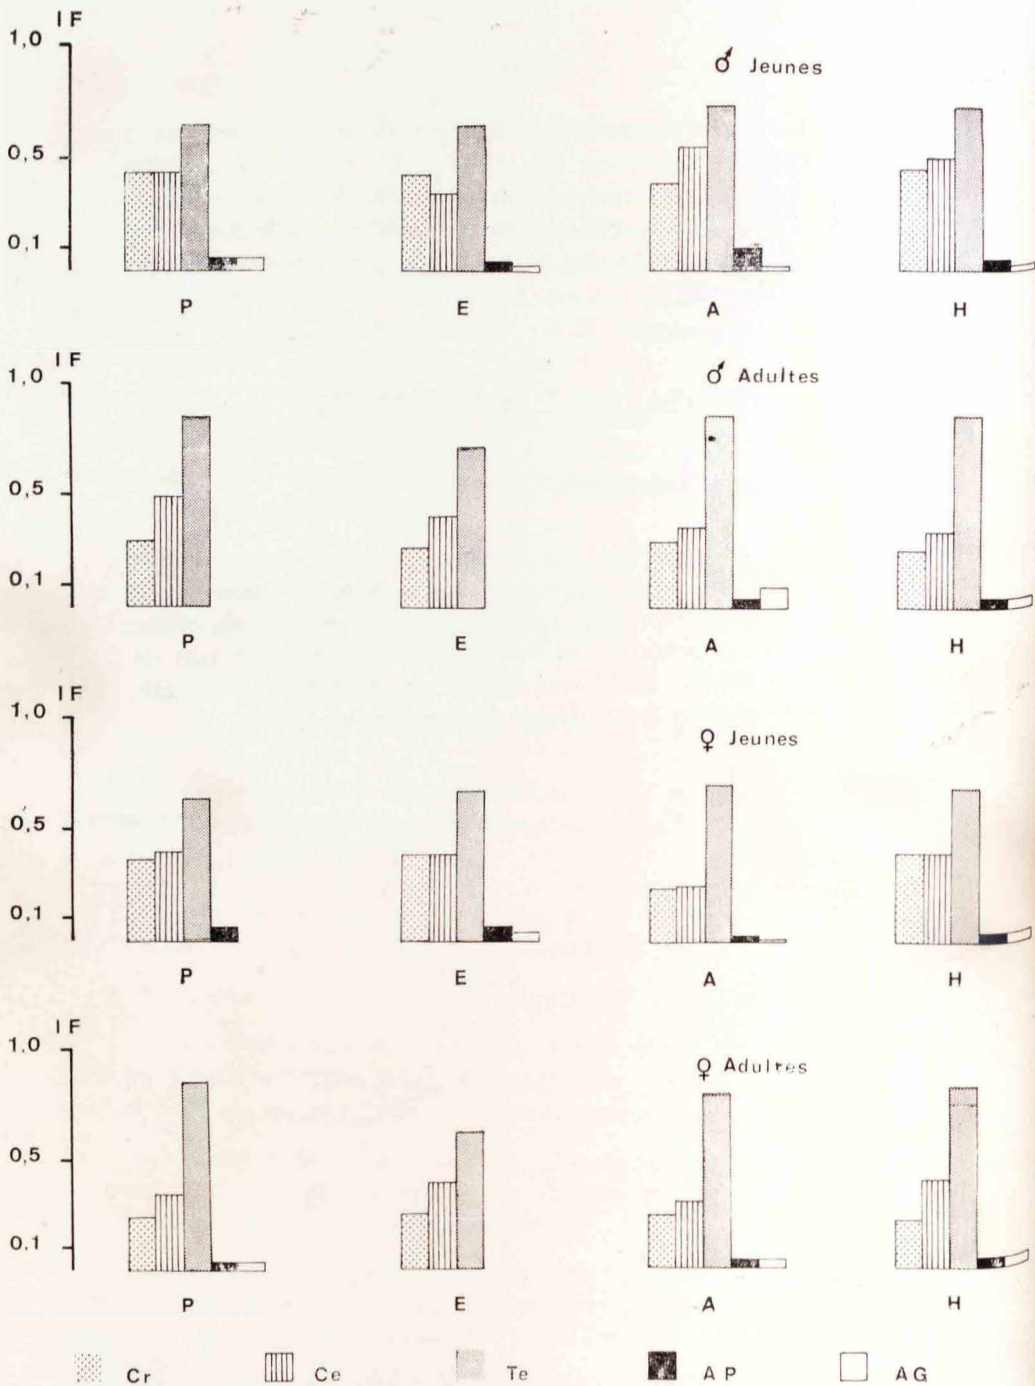 IF
1,0
♂ Jeunes
0,5
0,1
P E A H
IF
1,0
♂ Adultes
0,5
0,1
P E A H
IF
1,0
♀ Jeunes
0,5
0,1
P E A H
IF
1,0
♀ Adultes
0,5
0,1
P E A H
Cr Ce Te AP AG